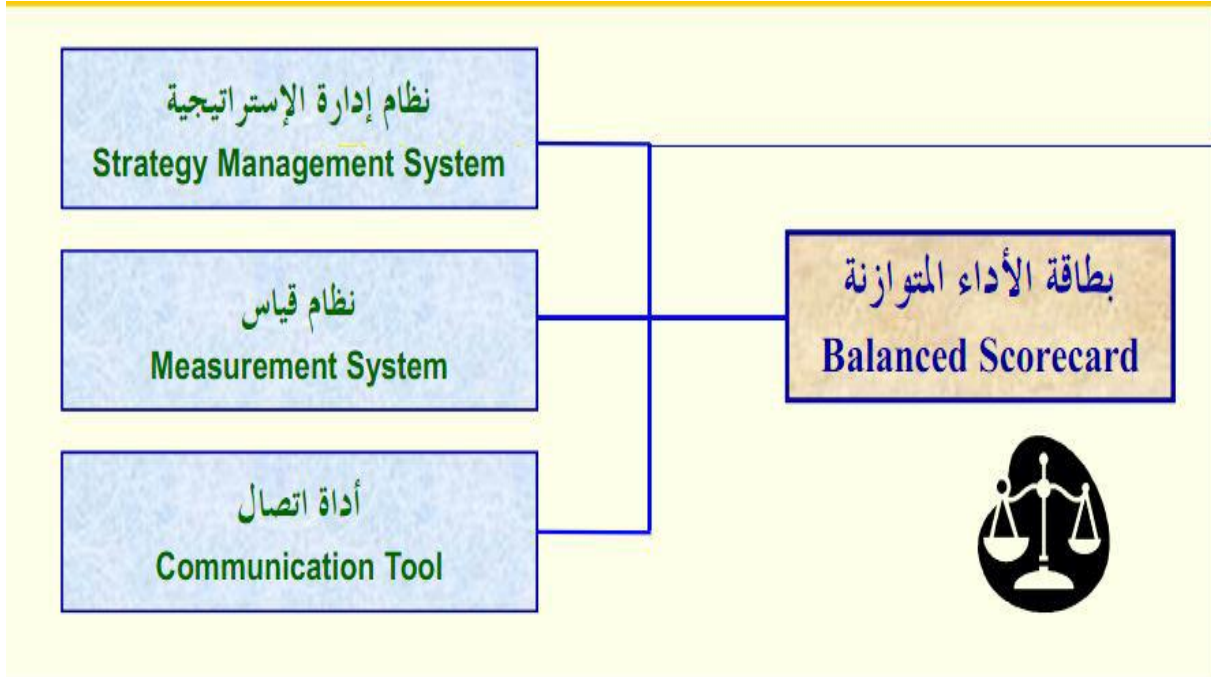 نظام إدارة الإستراتيجية
Strategy Management System
نظام قياس
Measurement System
أداة اتصال
Communication Tool
بطاقة الأداء المتوازنة
Balanced Scorecard